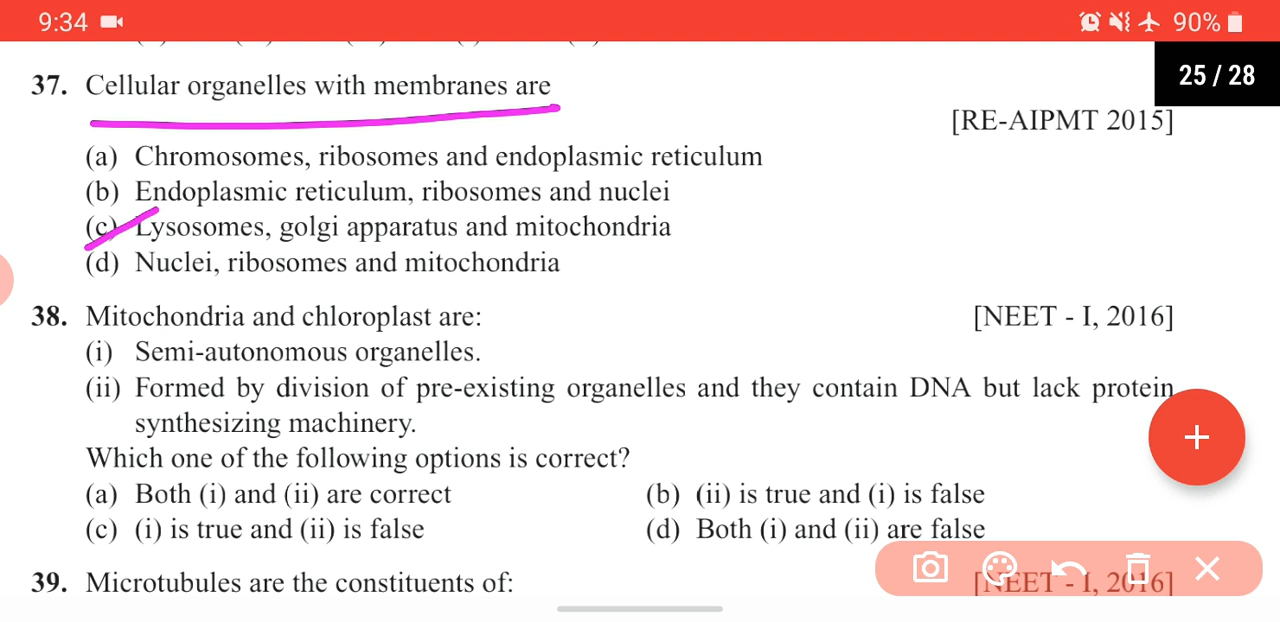 9:34 90%
25 / 28
37. Cellular organelles with membranes are
[RE-AIPMT 2015]
(a) Chromosomes, ribosomes and endoplasmic reticulum
(b) Endoplasmic reticulum, ribosomes and nuclei
(c) Lysosomes, golgi apparatus and mitochondria
(d) Nuclei, ribosomes and mitochondria
38. Mitochondria and chloroplast are: [NEET - I, 2016]
(i) Semi-autonomous organelles.
(ii) Formed by division of pre-existing organelles and they contain DNA but lack protein
synthesizing machinery.
Which one of the following options is correct?
(a) Both (i) and (ii) are correct (b) (ii) is true and (i) is false
(c) (i) is true and (ii) is false (d) Both (i) and (ii) are false
39. Microtubules are the constituents of: [NEET - I, 2016]